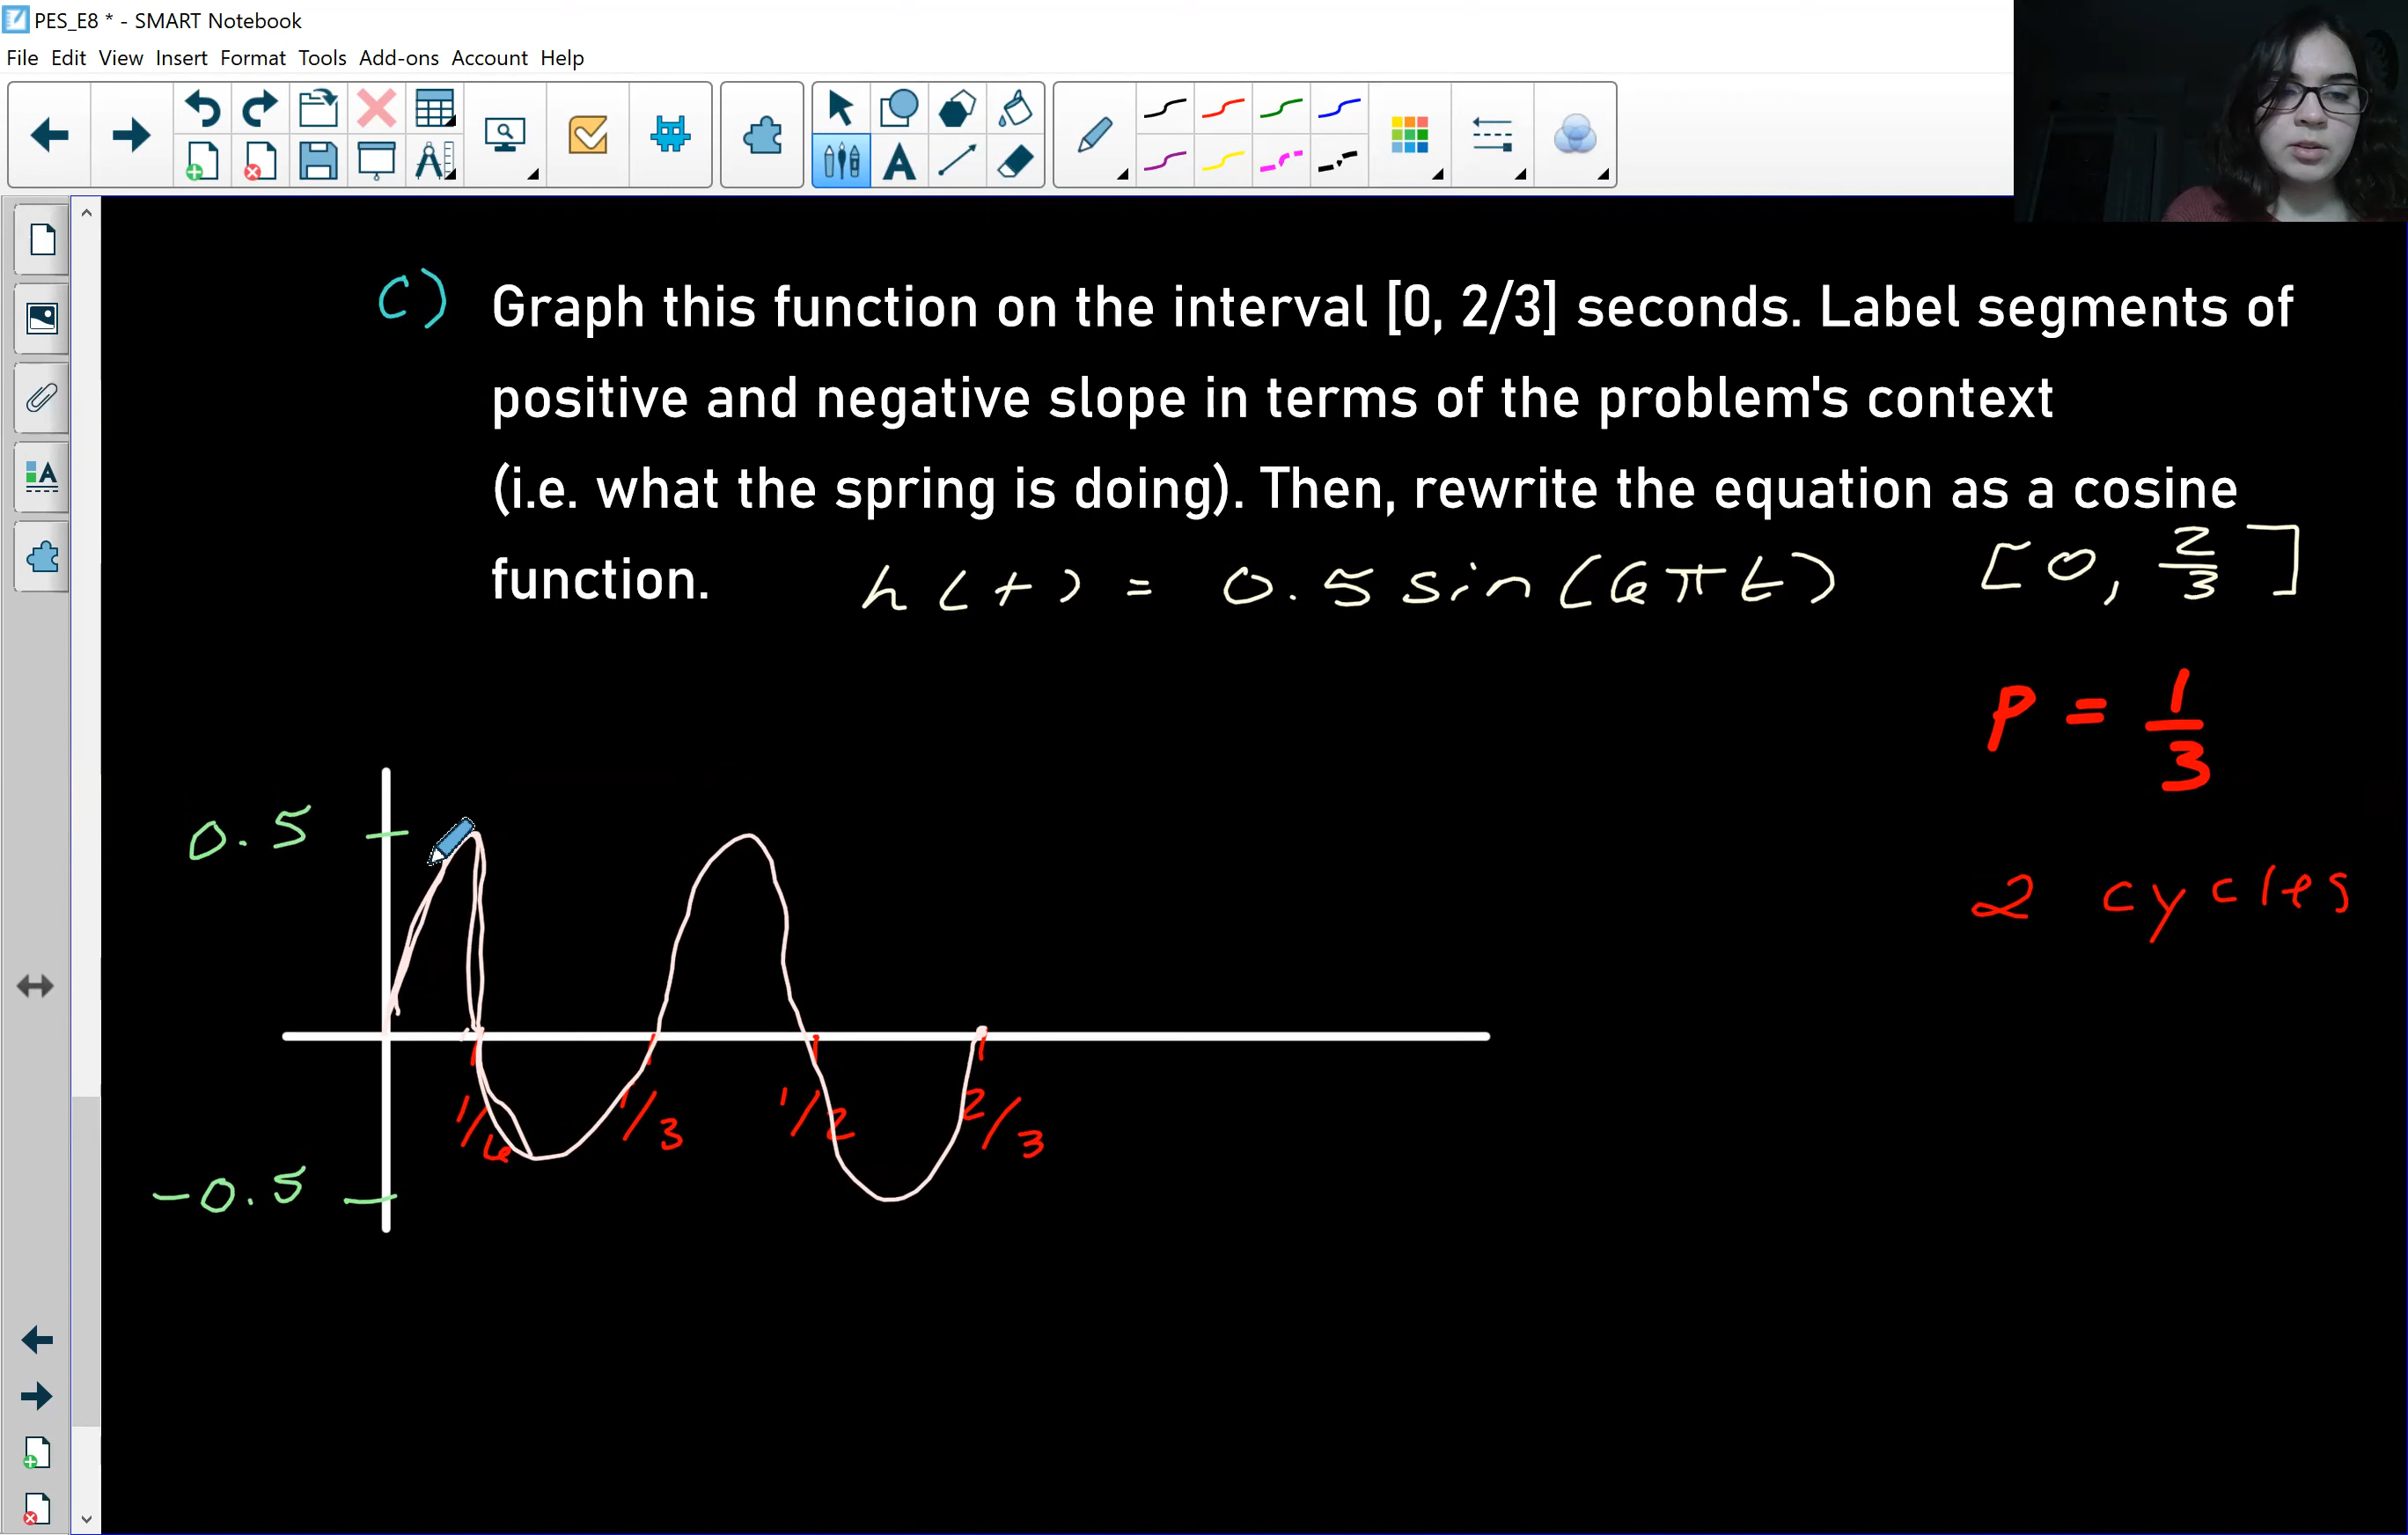 PES_E8 * - SMART Notebook
File Edit View Insert Format Tools Add-ons Account Help
c) Graph this function on the interval [0, 2/3] seconds. Label segments of
positive and negative slope in terms of the problem's context
(i.e. what the spring is doing). Then, rewrite the equation as a cosine
function. h(t) = 0.5 sin(6πt) [0, 2/3]
P = 1/3
0.5
2 cycles
1/6 1/3 1/2 2/3
-0.5